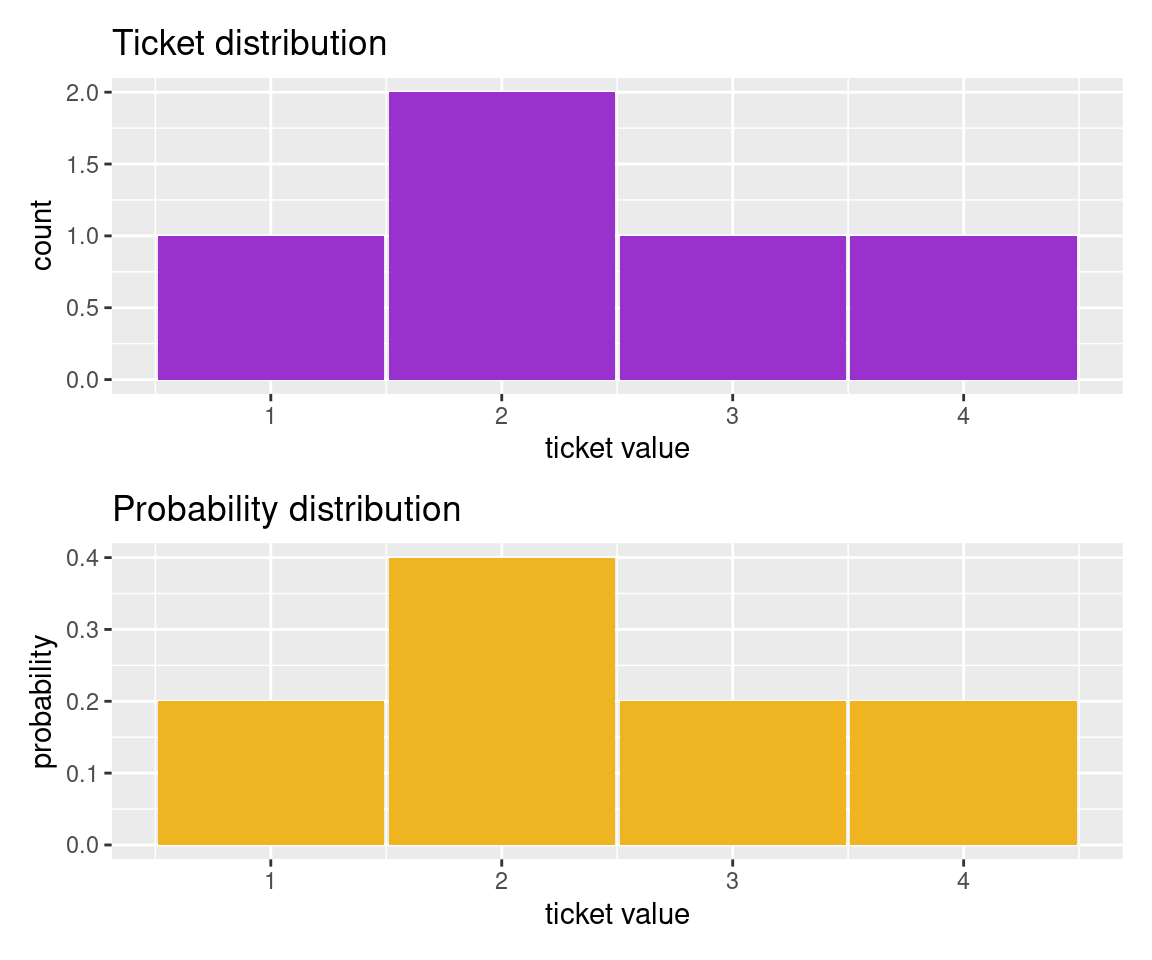 Ticket distribution
2.0
1.5
1.0
0.5
0.0
count
1 2 3 4
ticket value
Probability distribution
0.4
0.3
0.2
0.1
0.0
probability
1 2 3 4
ticket value